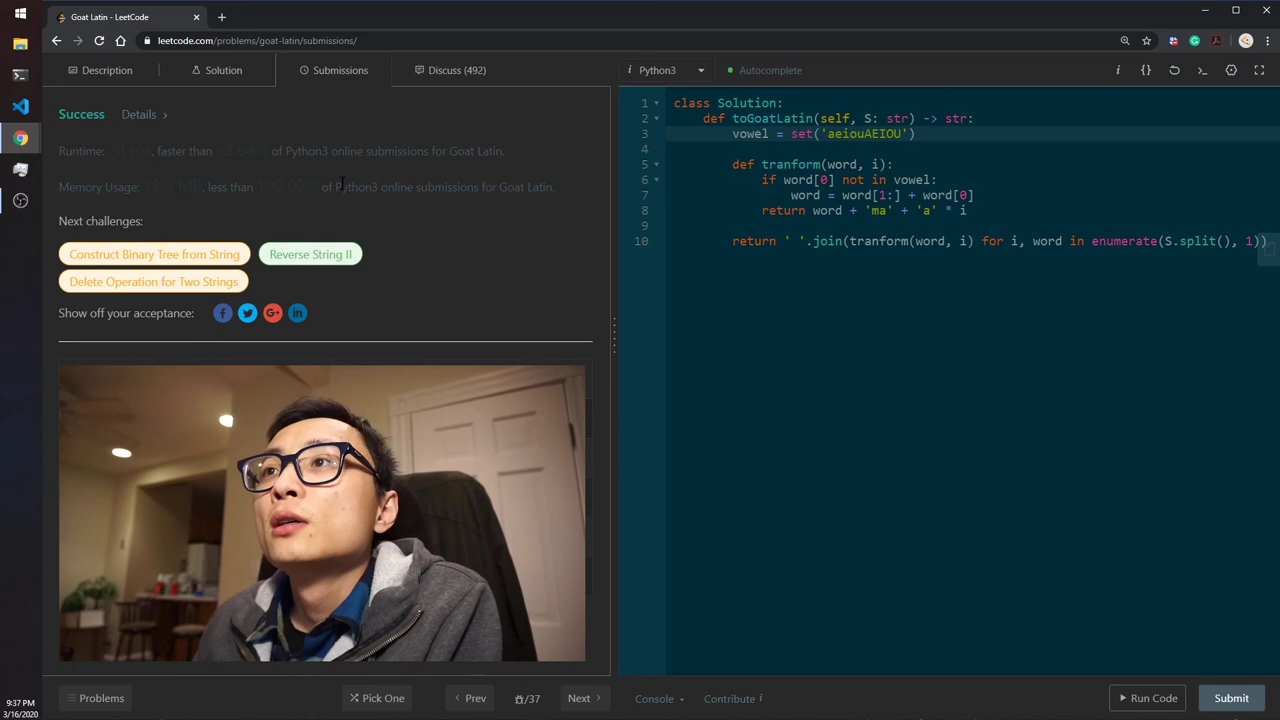 Goat Latin - LeetCode
leetcode.com/problems/goat-latin/submissions/
Description
Solution
Submissions
Discuss (492)
i Python3
Autocomplete
Success Details
Runtime: , faster than of Python3 online submissions for Goat Latin.
Memory Usage: 12.9 MB, less than 100.00% of Python3 online submissions for Goat Latin.
Next challenges:
Construct Binary Tree from String
Reverse String II
Delete Operation for Two Strings
Show off your acceptance:
1 class Solution:
2 def toGoatLatin(self, S: str) -> str:
3 vowel = set('aeiouAEIOU')
4
5 def tranform(word, i):
6 if word[0] not in vowel:
7 word = word[1:] + word[0]
8 return word + 'ma' + 'a' * i
9
10 return ' '.join(tranform(word, i) for i, word in enumerate(S.split(), 1))
Problems
Pick One
Prev
/37
Next
Console
Contribute i
Run Code
Submit
9:37 PM
3/16/2020